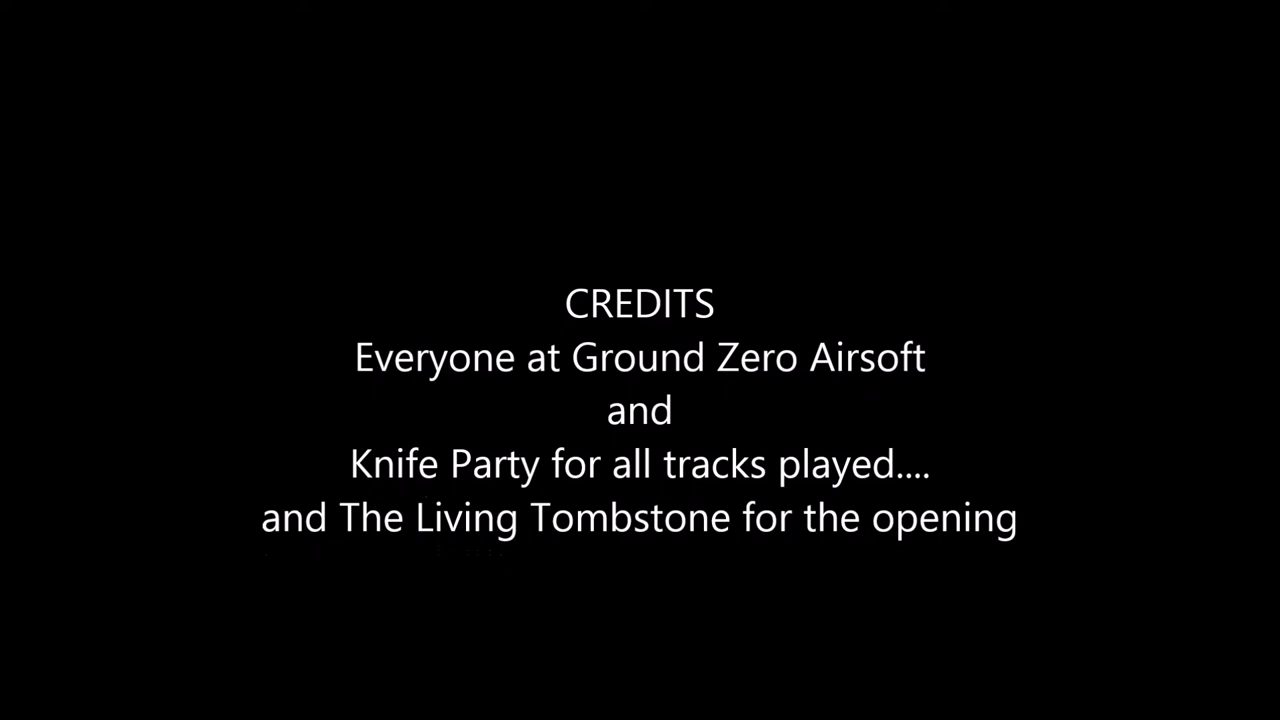 CREDITS
Everyone at Ground Zero Airsoft
and
Knife Party for all tracks played....
and The Living Tombstone for the opening